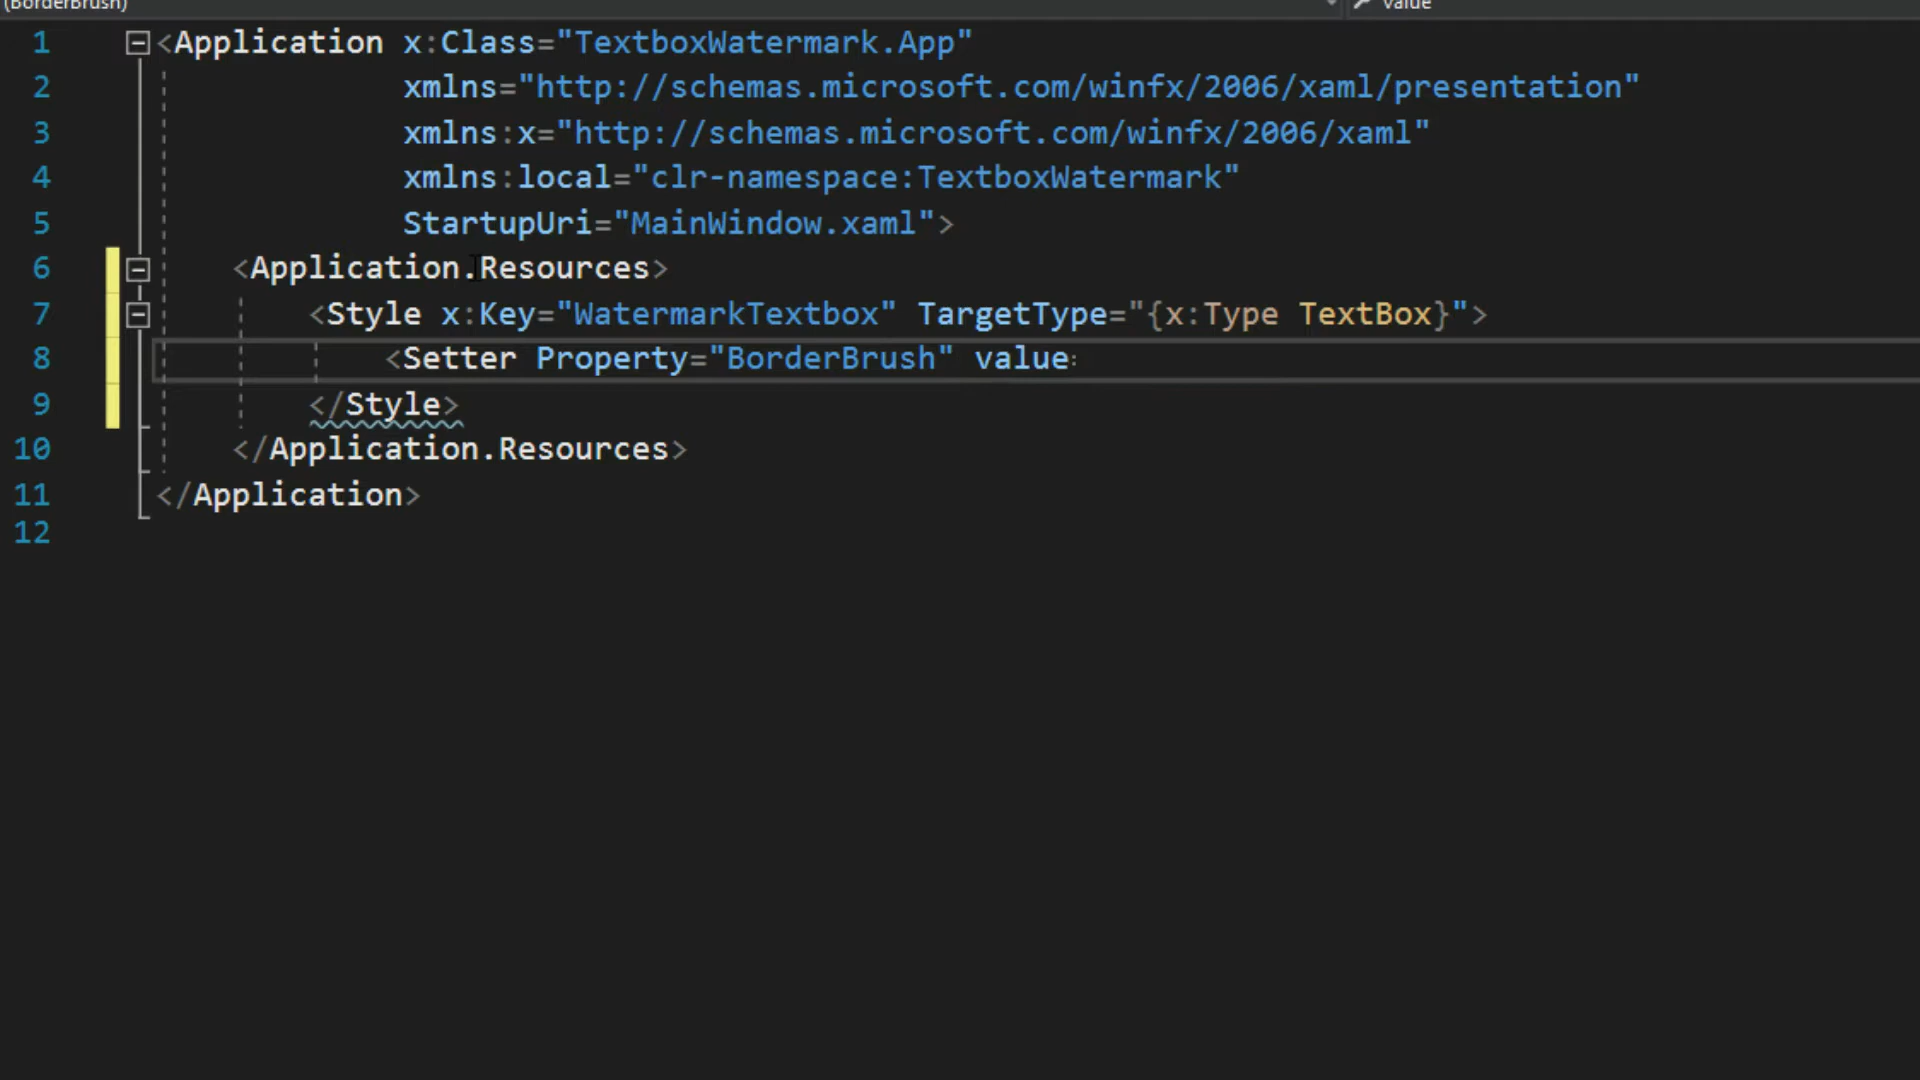 (BorderBrush) value
1 <Application x:Class="TextboxWatermark.App"
2 xmlns="http://schemas.microsoft.com/winfx/2006/xaml/presentation"
3 xmlns:x="http://schemas.microsoft.com/winfx/2006/xaml"
4 xmlns:local="clr-namespace:TextboxWatermark"
5 StartupUri="MainWindow.xaml">
6 <Application.Resources>
7 <Style x:Key="WatermarkTextbox" TargetType="{x:Type TextBox}">
8 <Setter Property="BorderBrush" value:
9 </Style>
10 </Application.Resources>
11 </Application>
12